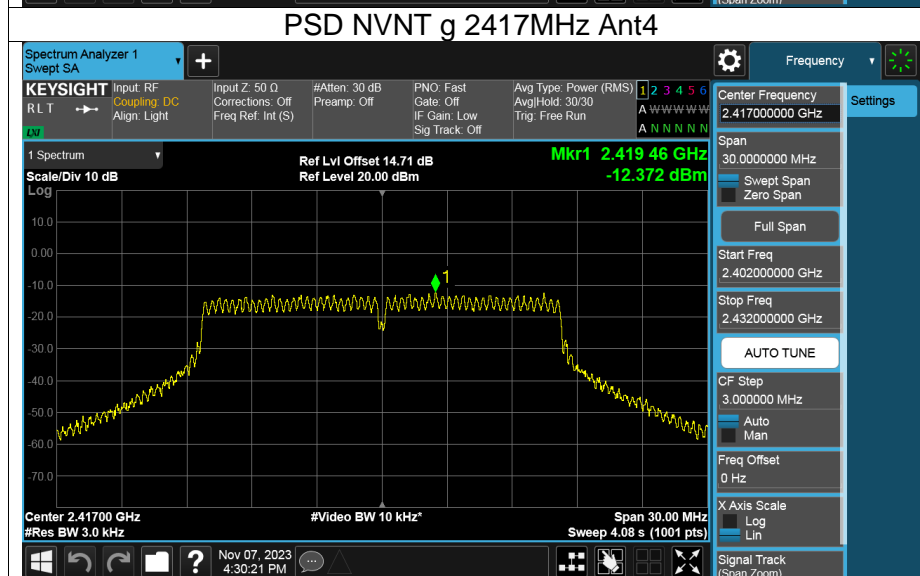 (Span Zoom)
PSD NVNT g 2417MHz Ant4
Spectrum Analyzer 1
Swept SA
+
Frequency
KEYSIGHT
RLT
LXI
Input: RF
Coupling: DC
Align: Light
Input Z: 50 Ω
Corrections: Off
Freq Ref: Int (S)
#Atten: 30 dB
Preamp: Off
PNO: Fast
Gate: Off
IF Gain: Low
Sig Track: Off
Avg Type: Power (RMS)
Avg|Hold: 30/30
Trig: Free Run
1 2 3 4 5 6
A W W W W W
A N N N N N
1 Spectrum
Scale/Div 10 dB
Log
Ref Lvl Offset 14.71 dB
Ref Level 20.00 dBm
Mkr1 2.419 46 GHz
-12.372 dBm
10.0
0.00
-10.0
-20.0
-30.0
-40.0
-50.0
-60.0
-70.0
1
Center 2.41700 GHz
#Res BW 3.0 kHz
#Video BW 10 kHz*
Span 30.00 MHz
Sweep 4.08 s (1001 pts)
Center Frequency
2.417000000 GHz
Settings
Span
30.0000000 MHz
Swept Span
Zero Span
Full Span
Start Freq
2.402000000 GHz
Stop Freq
2.432000000 GHz
AUTO TUNE
CF Step
3.000000 MHz
Auto
Man
Freq Offset
0 Hz
X Axis Scale
Log
Lin
Signal Track
(Span Zoom)
?
Nov 07, 2023
4:30:21 PM